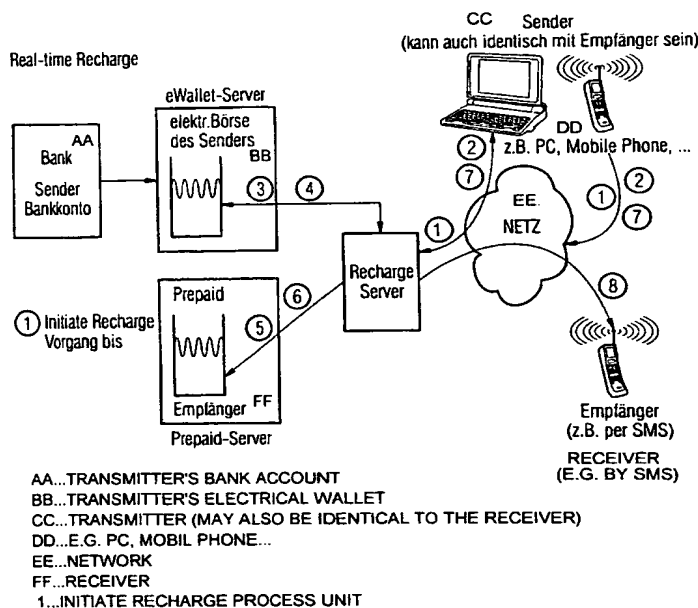 CC Sender
(kann auch identisch mit Empfänger sein)
Real-time Recharge
eWallet-Server
elektr.Börse
des Senders
BB
AA
Bank
Sender
Bankkonto
DD
z.B. PC, Mobile Phone, ...
2
7
3
4
1
EE.
NETZ
1
2
7
Recharge
Server
6
5
8
Prepaid
1 Initiate Recharge
Vorgang bis
Empfänger FF
Prepaid-Server
Empfänger
(z.B. per SMS)
RECEIVER
(E.G. BY SMS)
AA...TRANSMITTER'S BANK ACCOUNT
BB...TRANSMITTER'S ELECTRICAL WALLET
CC...TRANSMITTER (MAY ALSO BE IDENTICAL TO THE RECEIVER)
DD...E.G. PC, MOBIL PHONE...
EE...NETWORK
FF...RECEIVER
1...INITIATE RECHARGE PROCESS UNIT